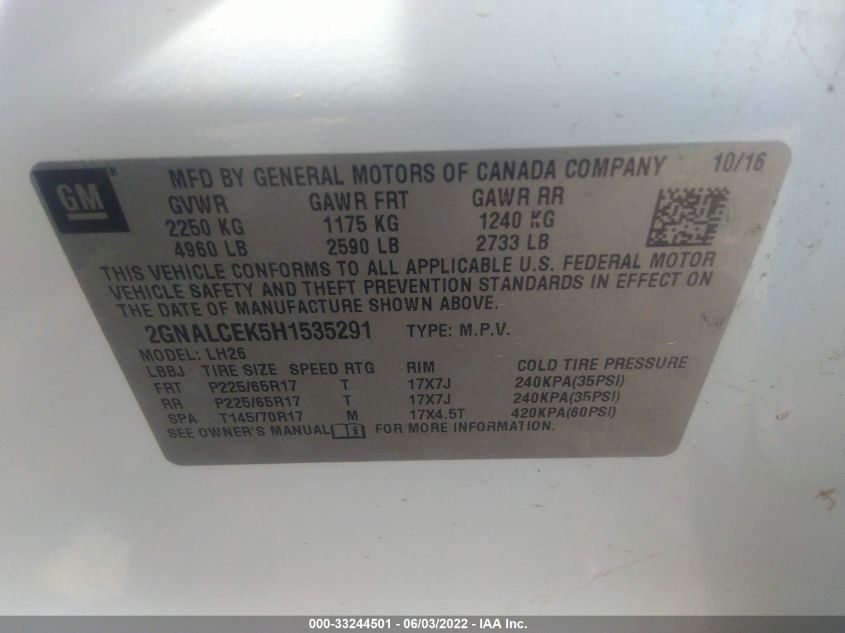 GM
MFD BY GENERAL MOTORS OF CANADA COMPANY 10/16
GVWR GAWR FRT GAWR RR
2250 KG 1175 KG 1240 KG
4960 LB 2590 LB 2733 LB
THIS VEHICLE CONFORMS TO ALL APPLICABLE U.S. FEDERAL MOTOR
VEHICLE SAFETY AND THEFT PREVENTION STANDARDS IN EFFECT ON
THE DATE OF MANUFACTURE SHOWN ABOVE.
2GNALCEK5H1535291 TYPE: M.P.V.
MODEL: LH26
LBBJ TIRE SIZE SPEED RTG RIM COLD TIRE PRESSURE
FRT P225/65R17 T 17X7J 240KPA(35PSI)
RR P225/65R17 T 17X7J 240KPA(35PSI)
SPA T145/70R17 M 17X4.5T 420KPA(60PSI)
SEE OWNER'S MANUAL FOR MORE INFORMATION.
000-33244501 - 06/03/2022 - IAA Inc.